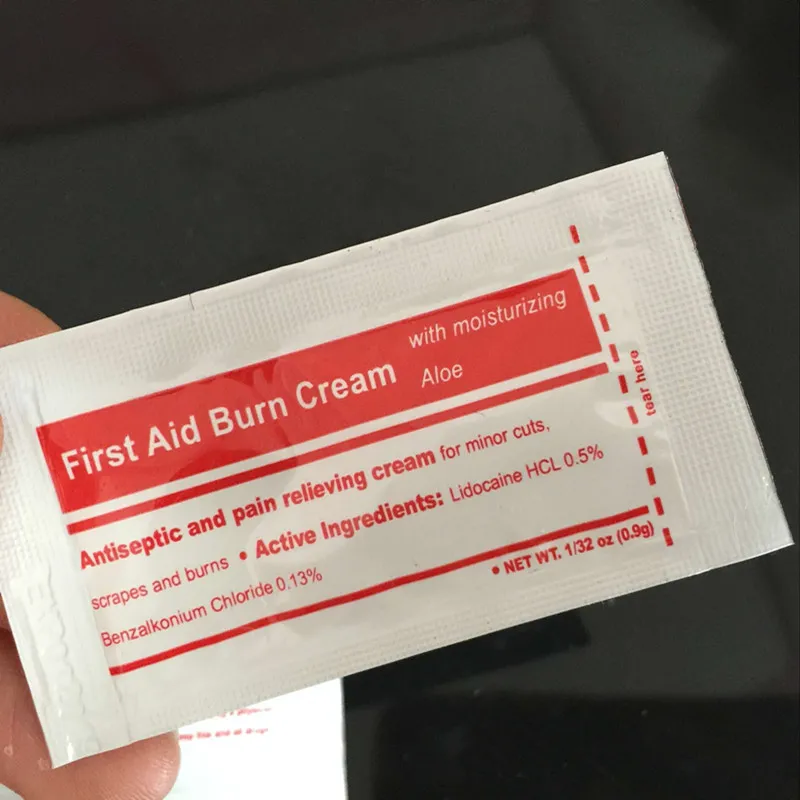 with moisturizing
First Aid Burn Cream
Aloe
tear here
Antiseptic and pain relieving cream for minor cuts,
scrapes and burns • Active Ingredients: Lidocaine HCL 0.5%
Benzalkonium Chloride 0.13%
• NET WT. 1/32 oz (0.9g)